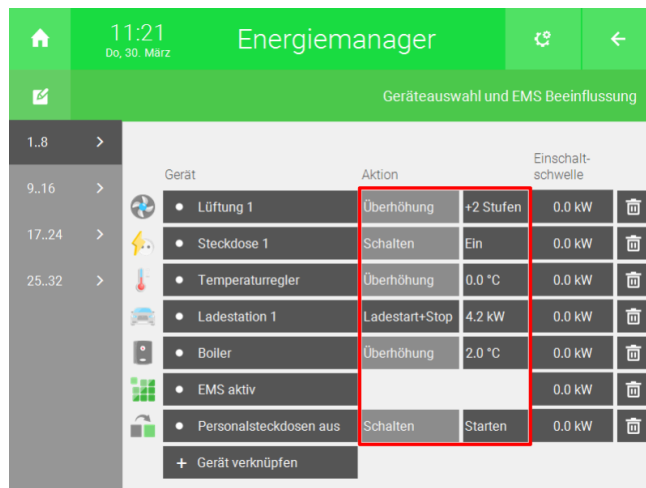 11:21
Do, 30. März
Energiemanager
Geräteauswahl und EMS Beeinflussung
1..8
9..16
17..24
25..32
Gerät Aktion Einschalt-
schwelle
Lüftung 1 Überhöhung +2 Stufen 0.0 kW
Steckdose 1 Schalten Ein 0.0 kW
Temperaturregler Überhöhung 0.0 °C 0.0 kW
Ladestation 1 Ladestart+Stop 4.2 kW 0.0 kW
Boiler Überhöhung 2.0 °C 0.0 kW
EMS aktiv 0.0 kW
Personalsteckdosen aus Schalten Starten 0.0 kW
+ Gerät verknüpfen